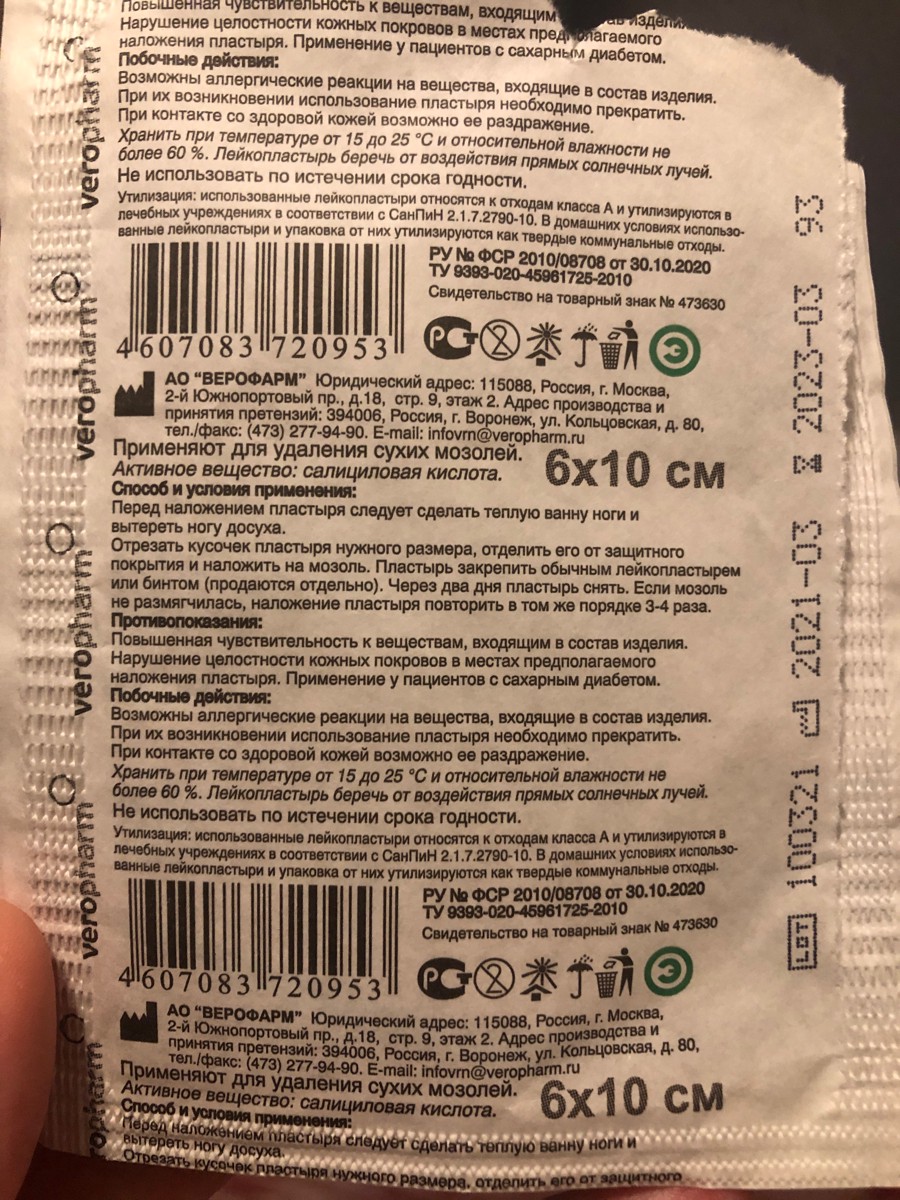 Повышенная чувствительность к веществам, входящим
Нарушение целостности кожных покровов в местах предполагаемого
наложения пластыря. Применение у пациентов с сахарным диабетом.
Побочные действия:
Возможны аллергические реакции на вещества, входящие в состав изделия.
При их возникновении использование пластыря необходимо прекратить.
При контакте со здоровой кожей возможно ее раздражение.
Хранить при температуре от 15 до 25 °С и относительной влажности не
более 60 %. Лейкопластырь беречь от воздействия прямых солнечных лучей.
Не использовать по истечении срока годности.
Утилизация: использованные лейкопластыри относятся к отходам класса А и утилизируются в
лечебных учреждениях в соответствии с СанПиН 2.1.7.2790-10. В домашних условиях использо-
ванные лейкопластыри и упаковка от них утилизируются как твердые коммунальные отходы.
РУ № ФСР 2010/08708 от 30.10.2020
ТУ 9393-020-45961725-2010
Свидетельство на товарный знак № 473630
4 607083 720953
РСТ 2 Э
АО "ВЕРОФАРМ" Юридический адрес: 115088, Россия, г. Москва,
2-й Южнопортовый пр., д.18, стр. 9, этаж 2. Адрес производства и
принятия претензий: 394006, Россия, г. Воронеж, ул. Кольцовская, д. 80,
тел./факс: (473) 277-94-90. E-mail: infovrn@veropharm.ru
Применяют для удаления сухих мозолей.
Активное вещество: салициловая кислота.
6х10 см
Способ и условия применения:
Перед наложением пластыря следует сделать теплую ванну ноги и
вытереть ногу досуха.
Отрезать кусочек пластыря нужного размера, отделить его от защитного
покрытия и наложить на мозоль. Пластырь закрепить обычным лейкопластырем
или бинтом (продаются отдельно). Через два дня пластырь снять. Если мозоль
не размягчилась, наложение пластыря повторить в том же порядке 3-4 раза.
Противопоказания:
Повышенная чувствительность к веществам, входящим в состав изделия.
Нарушение целостности кожных покровов в местах предполагаемого
наложения пластыря. Применение у пациентов с сахарным диабетом.
Побочные действия:
Возможны аллергические реакции на вещества, входящие в состав изделия.
При их возникновении использование пластыря необходимо прекратить.
При контакте со здоровой кожей возможно ее раздражение.
Хранить при температуре от 15 до 25 °С и относительной влажности не
более 60 %. Лейкопластырь беречь от воздействия прямых солнечных лучей.
Не использовать по истечении срока годности.
Утилизация: использованные лейкопластыри относятся к отходам класса А и утилизируются в
лечебных учреждениях в соответствии с СанПиН 2.1.7.2790-10. В домашних условиях использо-
ванные лейкопластыри и упаковка от них утилизируются как твердые коммунальные отходы.
РУ № ФСР 2010/08708 от 30.10.2020
ТУ 9393-020-45961725-2010
Свидетельство на товарный знак № 473630
4 607083 720953
РСТ 2 Э
АО "ВЕРОФАРМ" Юридический адрес: 115088, Россия, г. Москва,
2-й Южнопортовый пр., д.18, стр. 9, этаж 2. Адрес производства и
принятия претензий: 394006, Россия, г. Воронеж, ул. Кольцовская, д. 80,
тел./факс: (473) 277-94-90. E-mail: infovrn@veropharm.ru
Применяют для удаления сухих мозолей.
Активное вещество: салициловая кислота.
6х10 см
Способ и условия применения:
Перед наложением пластыря следует сделать теплую ванну ноги и
вытереть ногу досуха.
Отрезать кусочек пластыря нужного размера, отделить его от защитного
veropharm
veropharm
veropharm
veropharm
ropharm
LOT 100321 2021-03 2023-03 93